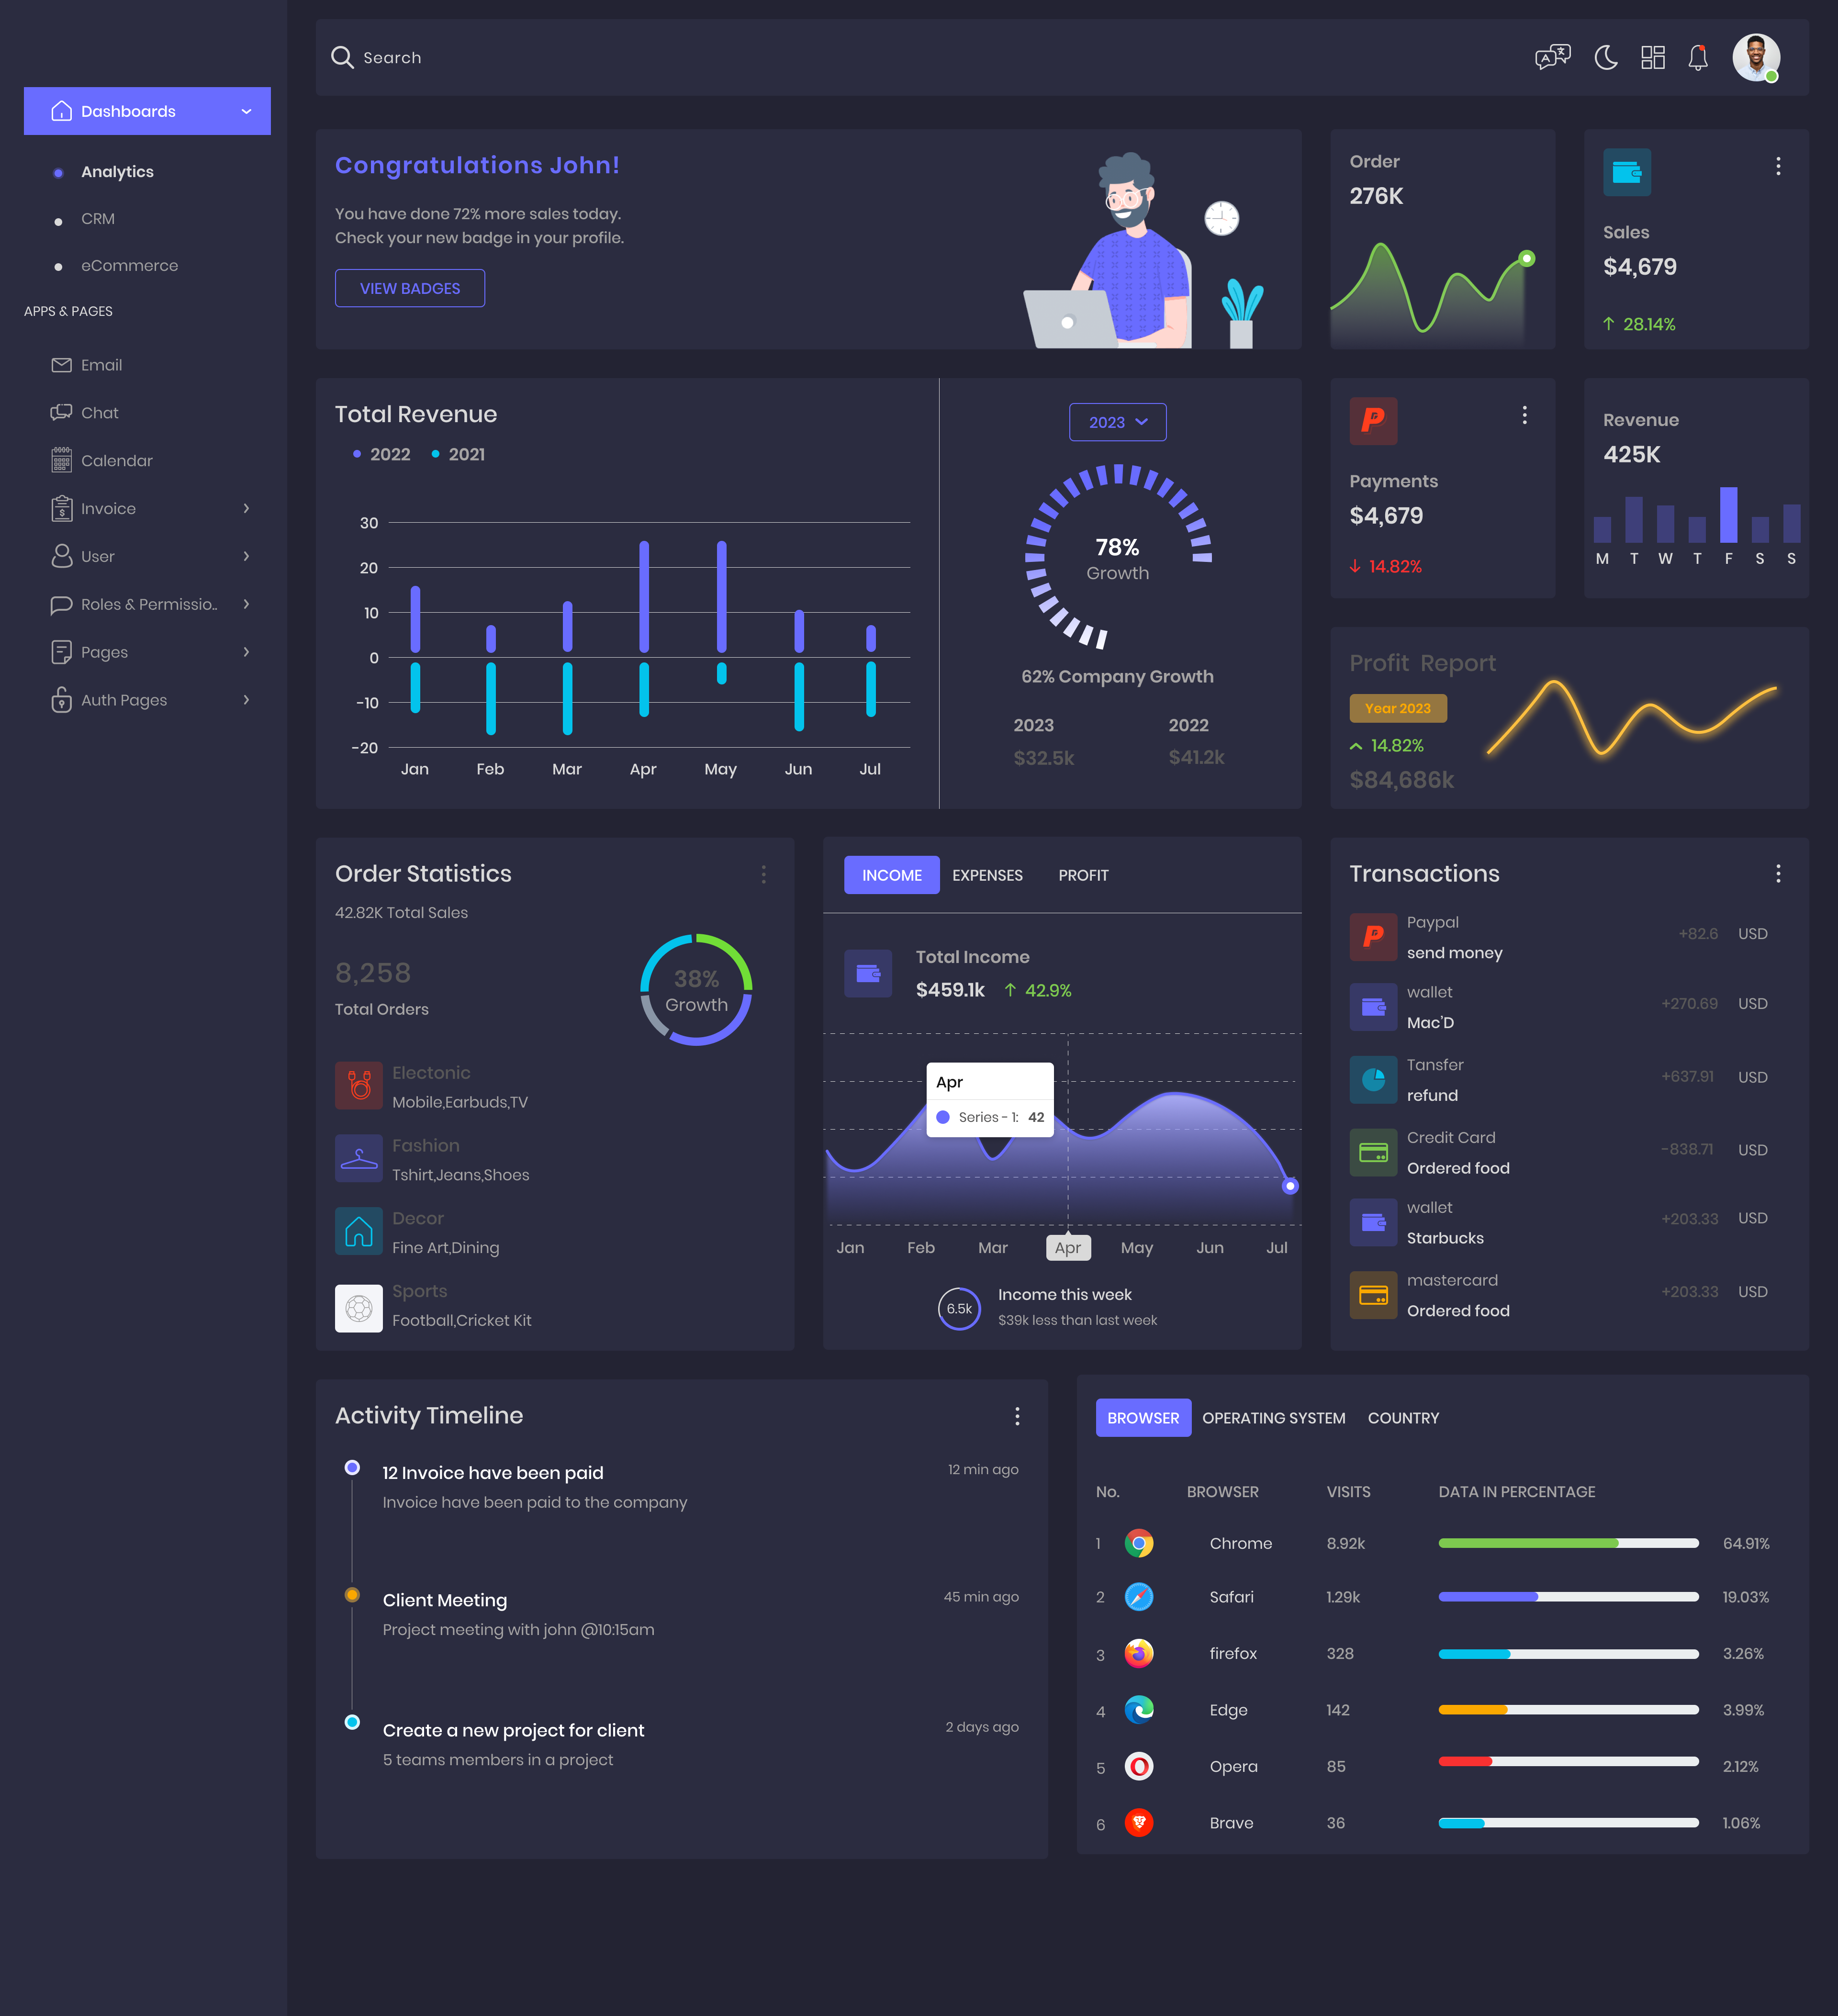 Search
Dashboards
Analytics
CRM
eCommerce
APPS & PAGES
Email
Chat
Calendar
Invoice
User
Roles & Permissio..
Pages
Auth Pages
Congratulations John!
You have done 72% more sales today.
Check your new badge in your profile.
VIEW BADGES
Order
276K
Sales
$4,679
28.14%
Total Revenue
2022 2021
30
20
10
0
-10
-20
Jan Feb Mar Apr May Jun Jul
2023
78%
Growth
62% Company Growth
2023 2022
$32.5k $41.2k
Payments
$4,679
14.82%
Revenue
425K
M T W T F S S
Profit Report
Year 2023
14.82%
$84,686k
Order Statistics
42.82K Total Sales
8,258
Total Orders
38%
Growth
Electonic
Mobile,Earbuds,TV
Fashion
Tshirt,Jeans,Shoes
Decor
Fine Art,Dining
Sports
Football,Cricket Kit
INCOME EXPENSES PROFIT
Total Income
$459.1k 42.9%
Apr
Series - 1: 42
Jan Feb Mar Apr May Jun Jul
6.5k
Income this week
$39k less than last week
Transactions
Paypal
send money
+82.6 USD
wallet
Mac'D
+270.69 USD
Tansfer
refund
+637.91 USD
Credit Card
Ordered food
-838.71 USD
wallet
Starbucks
+203.33 USD
mastercard
Ordered food
+203.33 USD
Activity Timeline
12 Invoice have been paid 12 min ago
Invoice have been paid to the company
Client Meeting 45 min ago
Project meeting with john @10:15am
Create a new project for client 2 days ago
5 teams members in a project
BROWSER OPERATING SYSTEM COUNTRY
No. BROWSER VISITS DATA IN PERCENTAGE
1 Chrome 8.92k 64.91%
2 Safari 1.29k 19.03%
3 firefox 328 3.26%
4 Edge 142 3.99%
5 Opera 85 2.12%
6 Brave 36 1.06%